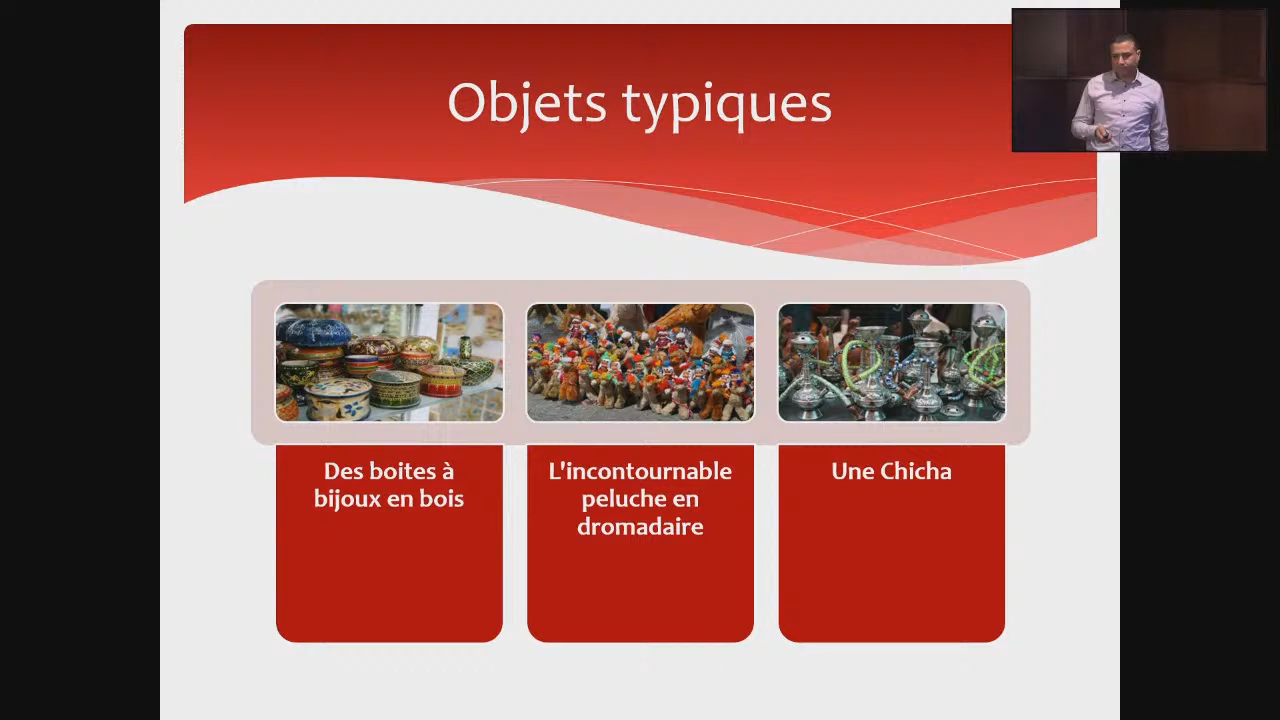 Objets typiques
Des boites à
bijoux en bois
L'incontournable
peluche en
dromadaire
Une Chicha